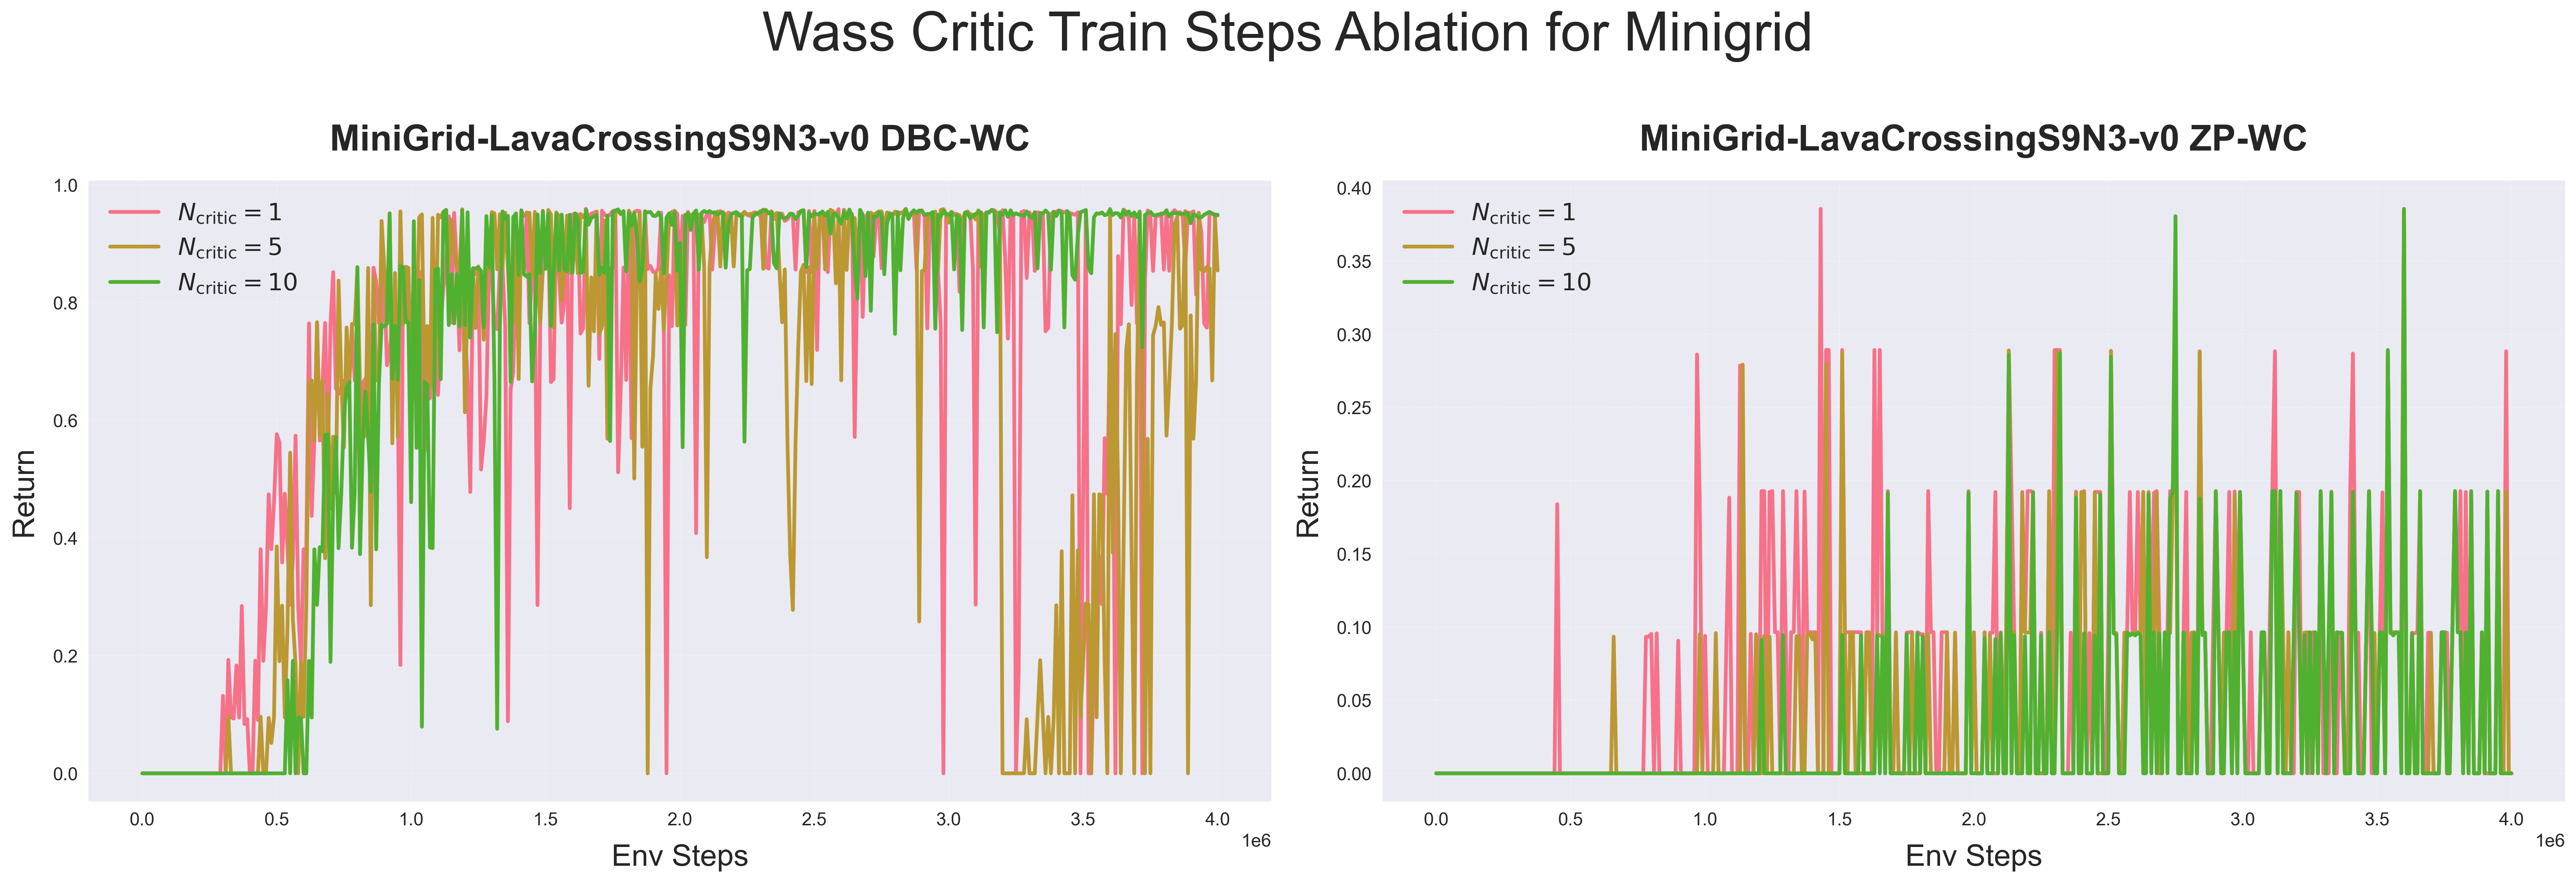 Wass Critic Train Steps Ablation for Minigrid
MiniGrid-LavaCrossingS9N3-v0 DBC-WC
1.0
0.8
0.6
0.4
0.2
0.0
Return
N_critic = 1
N_critic = 5
N_critic = 10
0.0 0.5 1.0 1.5 2.0 2.5 3.0 3.5 4.0
1e6
Env Steps
MiniGrid-LavaCrossingS9N3-v0 ZP-WC
0.40
0.35
0.30
0.25
0.20
0.15
0.10
0.05
0.00
Return
N_critic = 1
N_critic = 5
N_critic = 10
0.0 0.5 1.0 1.5 2.0 2.5 3.0 3.5 4.0
1e6
Env Steps